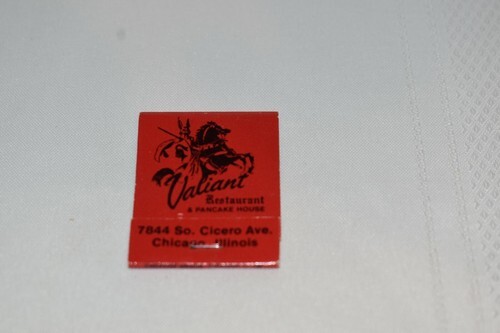 Valiant
Restaurant
& PANCAKE HOUSE
7844 So. Cicero Ave.
Chicago, Illinois